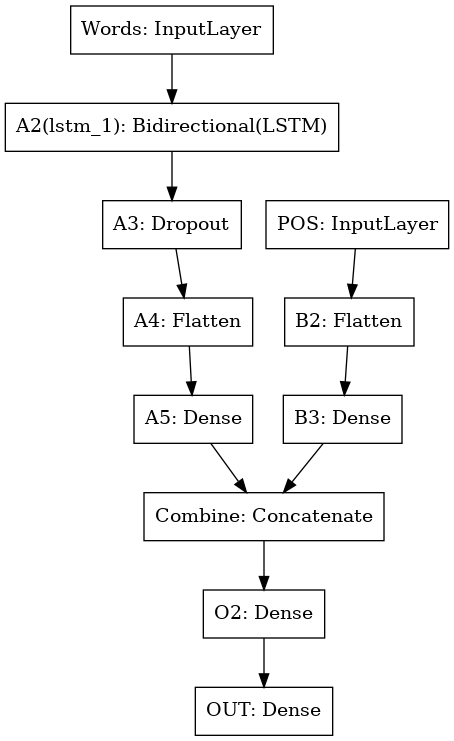 Words: InputLayer
A2(lstm_1): Bidirectional(LSTM)
A3: Dropout
POS: InputLayer
A4: Flatten
B2: Flatten
A5: Dense
B3: Dense
Combine: Concatenate
O2: Dense
OUT: Dense